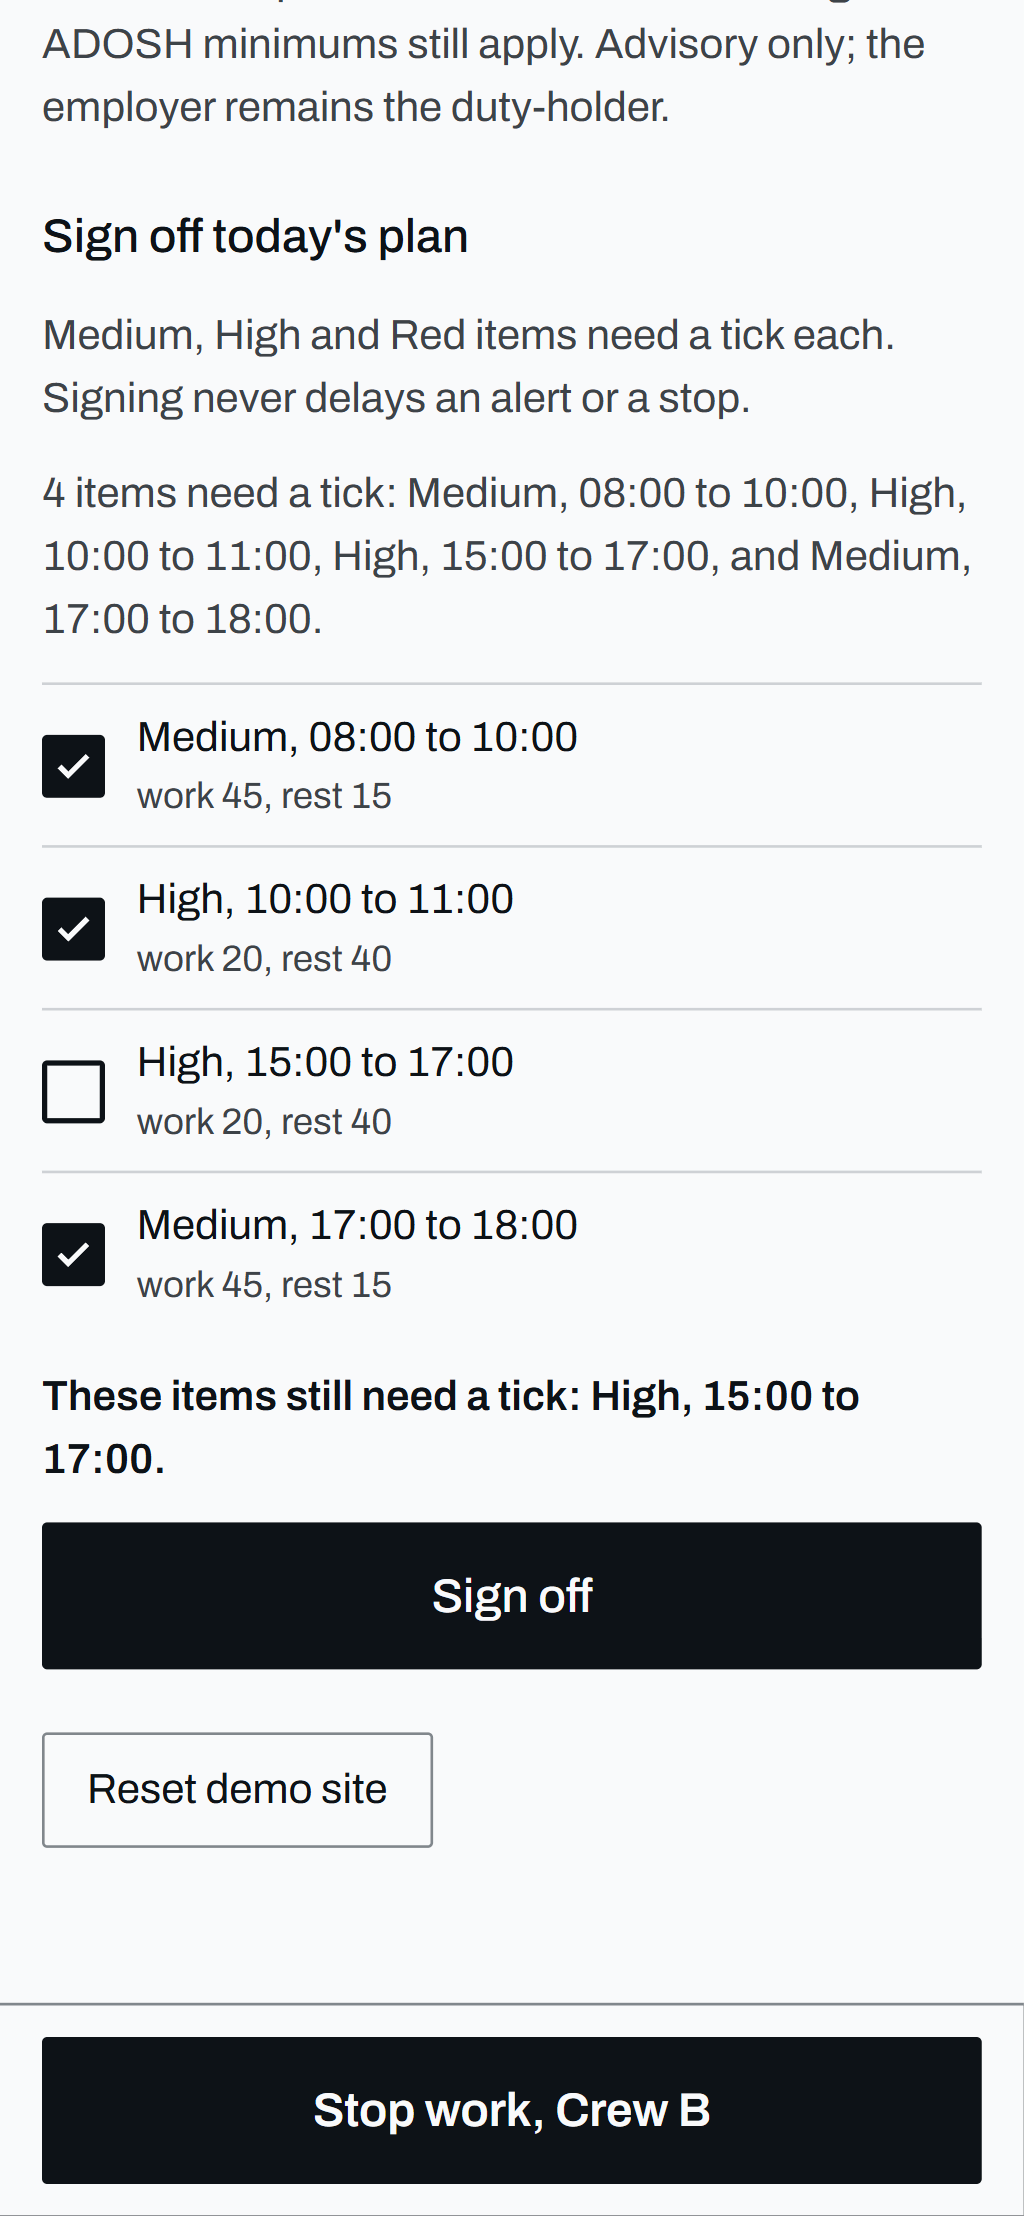 ADOSH minimums still apply. Advisory only; the
employer remains the duty-holder.
Sign off today's plan
Medium, High and Red items need a tick each.
Signing never delays an alert or a stop.
4 items need a tick: Medium, 08:00 to 10:00, High,
10:00 to 11:00, High, 15:00 to 17:00, and Medium,
17:00 to 18:00.
Medium, 08:00 to 10:00
work 45, rest 15
High, 10:00 to 11:00
work 20, rest 40
High, 15:00 to 17:00
work 20, rest 40
Medium, 17:00 to 18:00
work 45, rest 15
These items still need a tick: High, 15:00 to
17:00.
Sign off
Reset demo site
Stop work, Crew B